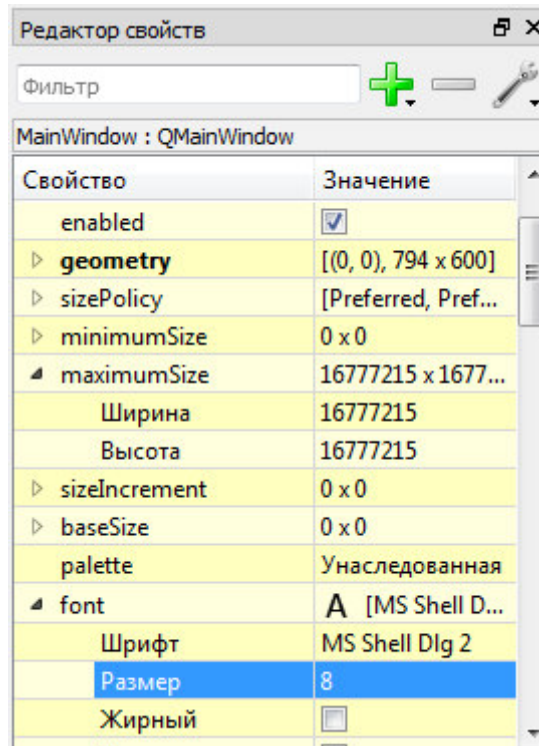 Редактор свойств
Фильтр
MainWindow : QMainWindow
Свойство Значение
enabled
geometry [(0, 0), 794 x 600]
sizePolicy [Preferred, Pref...
minimumSize 0 x 0
maximumSize 16777215 x 1677...
Ширина 16777215
Высота 16777215
sizeIncrement 0 x 0
baseSize 0 x 0
palette Унаследованная
font A [MS Shell D...
Шрифт MS Shell Dlg 2
Размер 8
Жирный